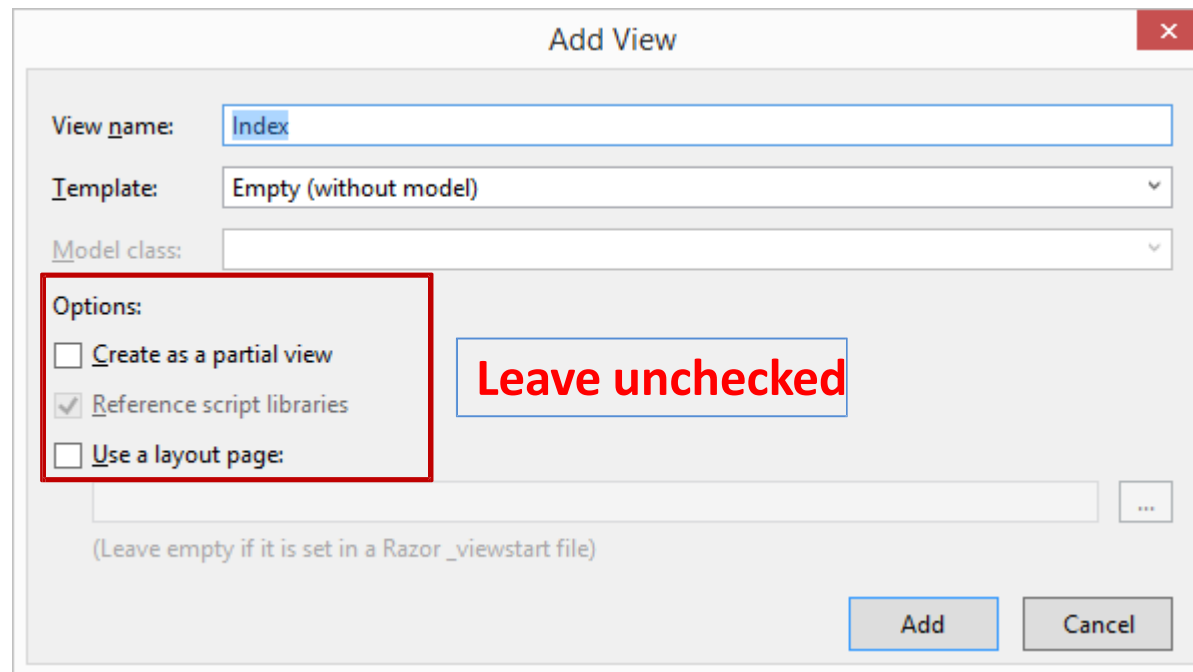 Add View
View name: Index
Template: Empty (without model)
Model class:
Options:
Create as a partial view
Leave unchecked
Reference script libraries
Use a layout page:
...
(Leave empty if it is set in a Razor _viewstart file)
Add Cancel